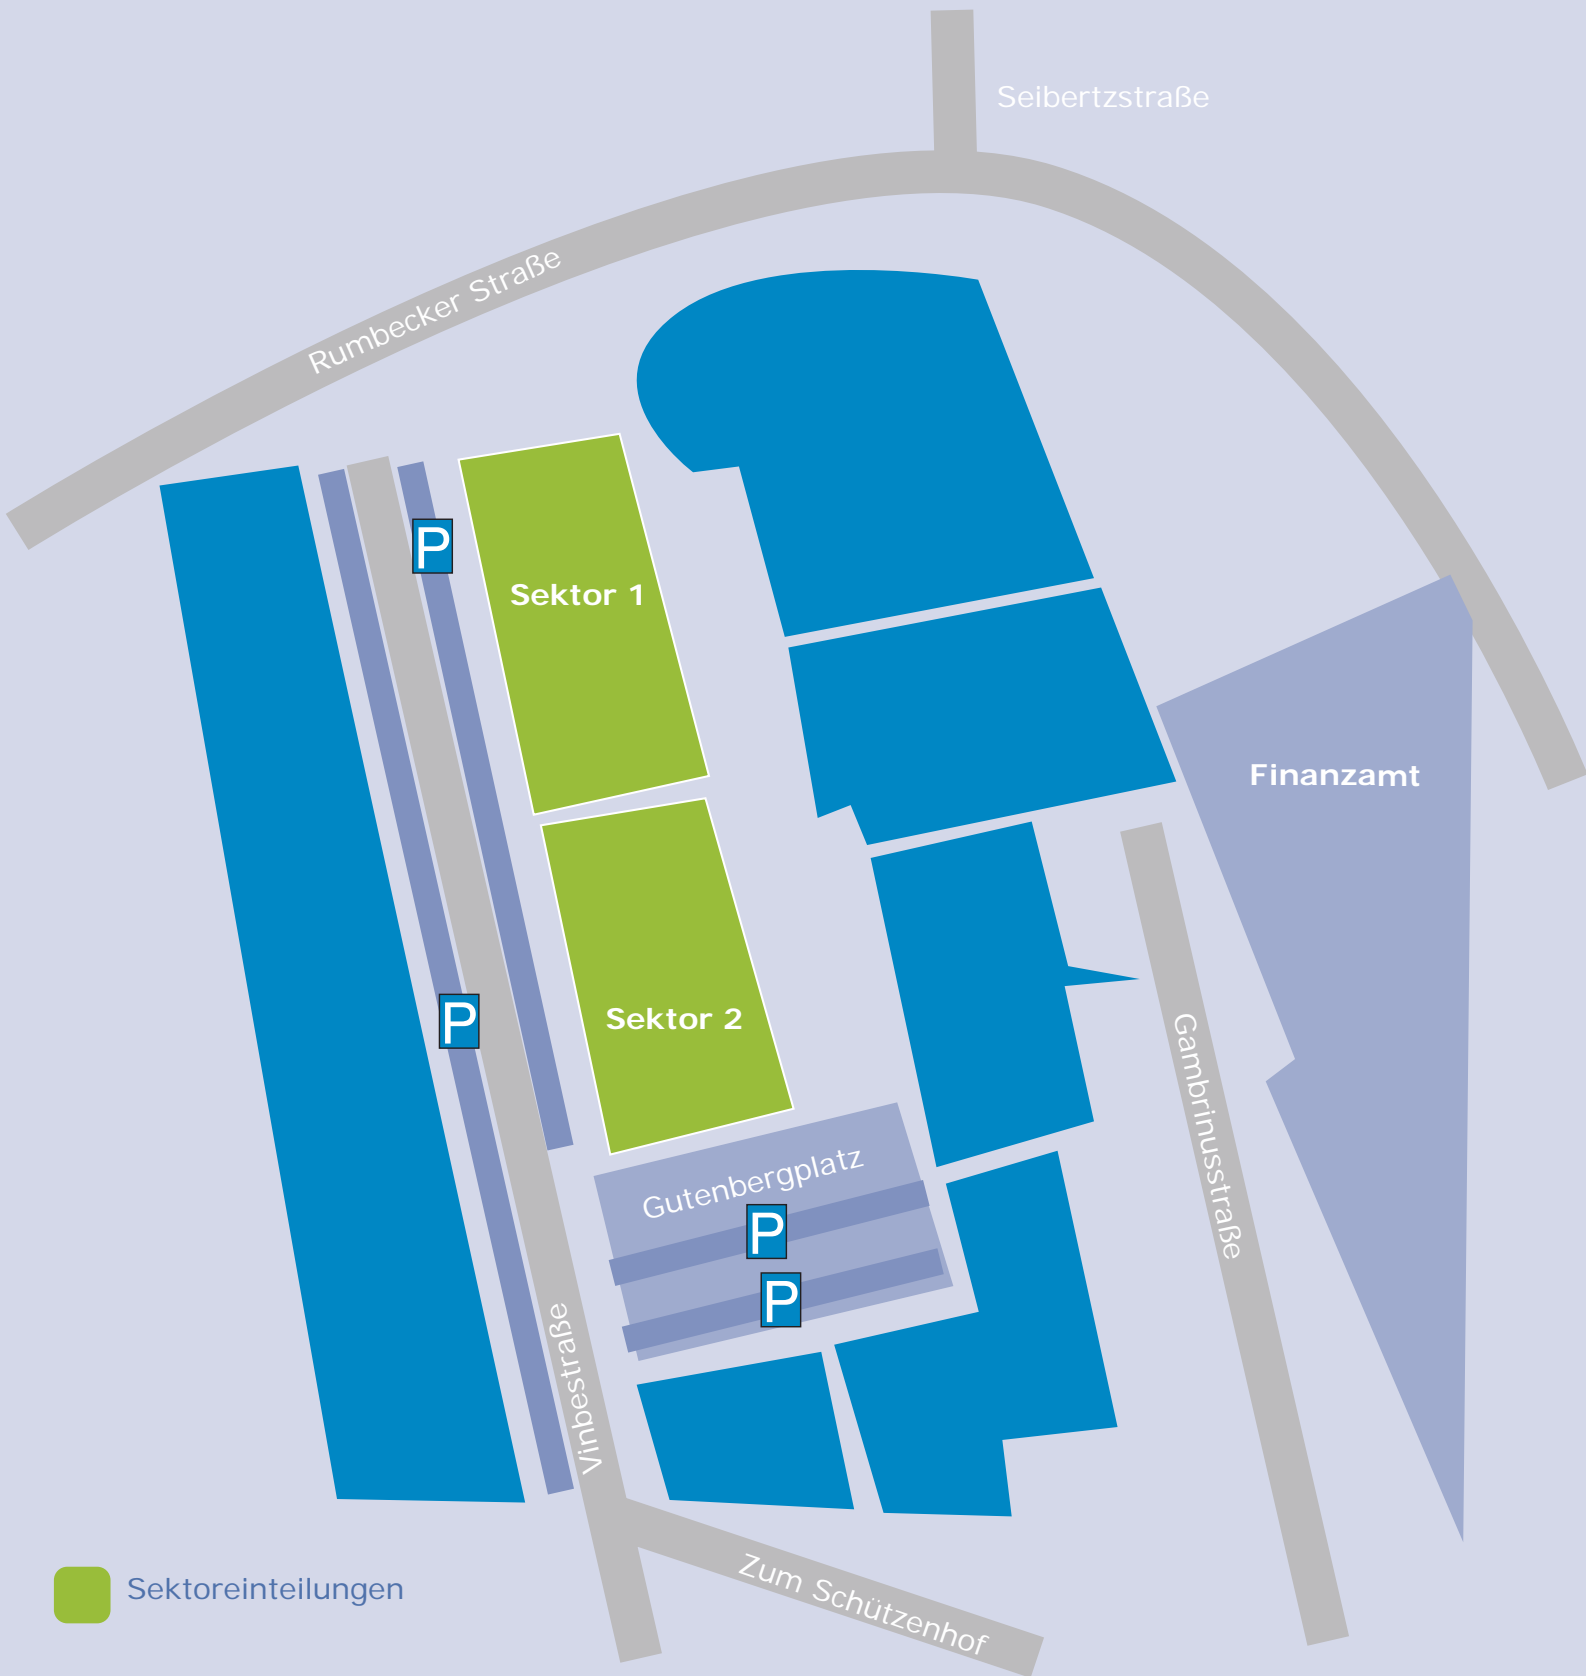 Seibertzstraße
Rumbecker Straße
P
Sektor 1
Finanzamt
P
Sektor 2
Gambrinusstraße
Gutenbergplatz
P
P
Vinbestraße
Zum Schützenhof
Sektoreinteilungen